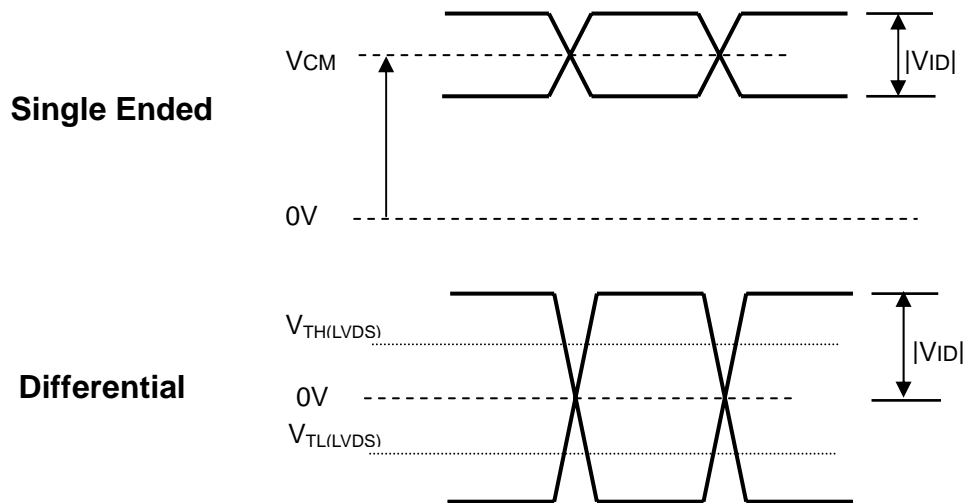 VCM
|VID|
Single Ended
0V
VTH(LVDS)
|VID|
Differential
0V
VTL(LVDS)